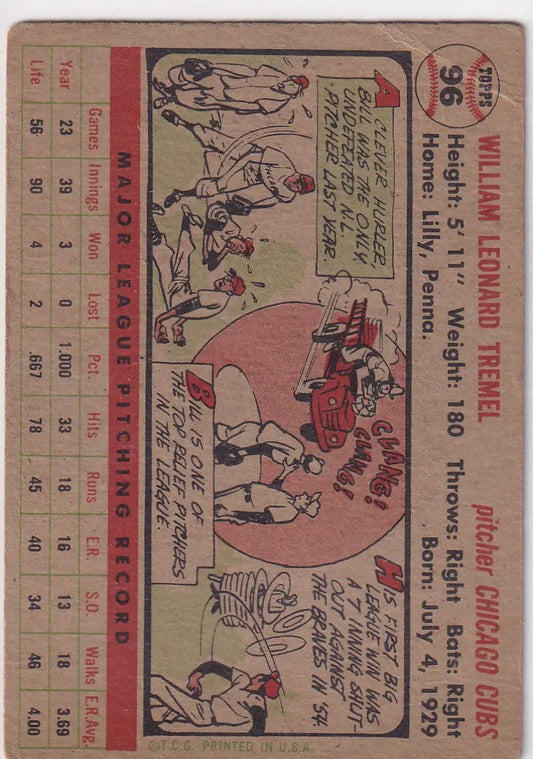 TOPPS
96
WILLIAM LEONARD TREMEL pitcher CHICAGO CUBS
Height: 5' 11" Weight: 180 Throws: Right Bats: Right
Home: Lilly, Penna. Born: July 4, 1929
A CLEVER HURLER,
BILL WAS THE ONLY
UNDEFEATED N.L.
PITCHER LAST YEAR
CLANG!
CLANG!
BILL IS ONE OF
THE TOP RELIEF PITCHERS
IN THE LEAGUE.
HIS FIRST BIG
LEAGUE WIN WAS
A 7 INNING SHUT-
OUT AGAINST
THE BRAVES IN '54.
MAJOR LEAGUE PITCHING RECORD
Games Innings Won Lost Pct. Hits Runs E.R. S.O. Walks E.R.Avg.
Year 23 39 3 0 1.000 33 18 16 13 18 3.69
Life 56 90 4 2 .667 78 45 40 34 46 4.00
©T.C.G. PRINTED IN U.S.A.